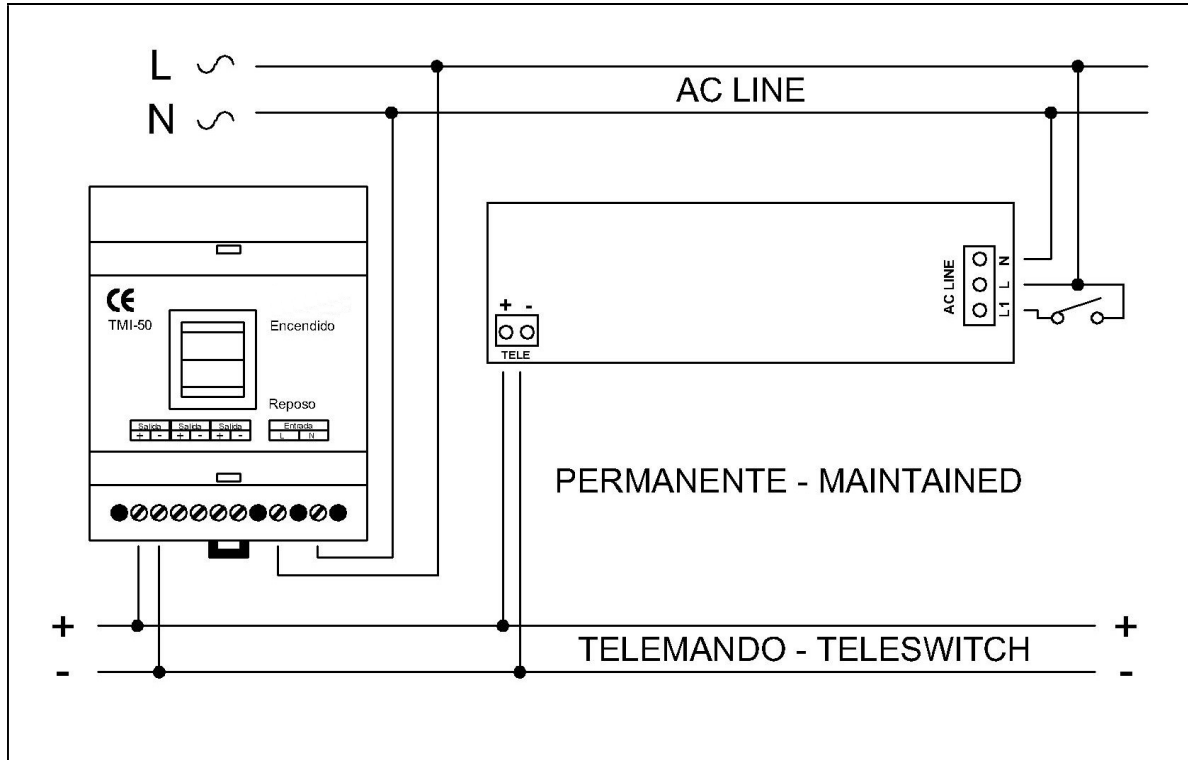 L
AC LINE
N
CE
TMI-50
Encendido
Reposo
Salida Salida Salida Entrada
+ - + - + - L N
+ -
TELE
AC LINE
N
L
L1
PERMANENTE - MAINTAINED
+ +
TELEMANDO - TELESWITCH
- -